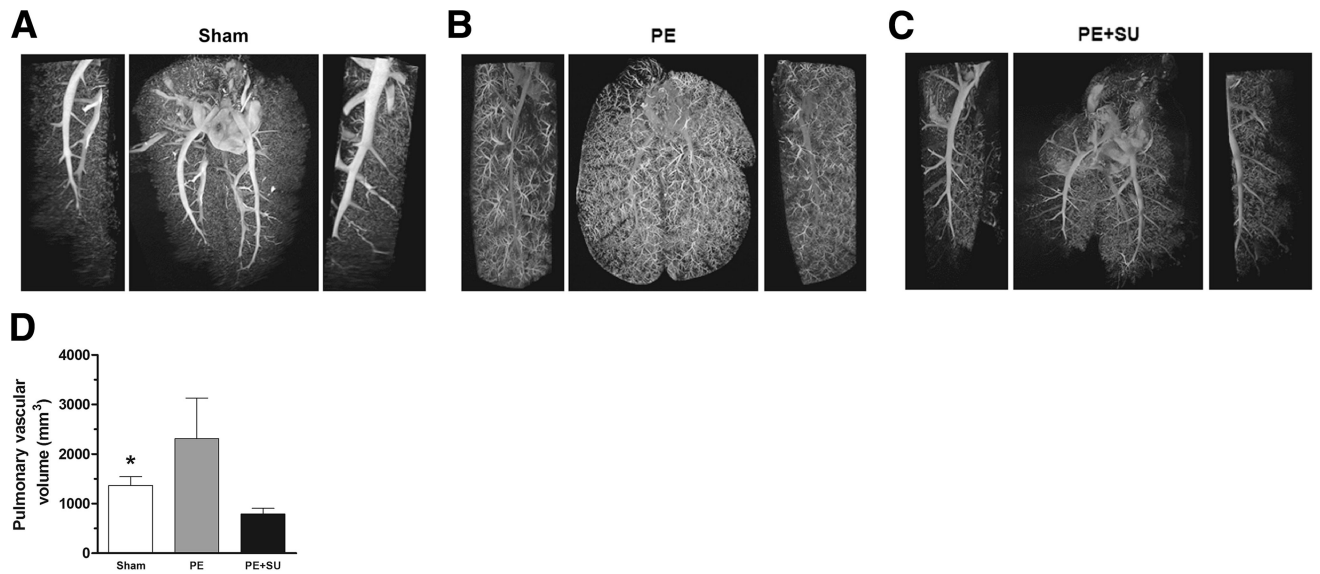 A
Sham
B
PE
C
PE+SU
D
Pulmonary vascular
volume (mm³)
4000
3000
2000
1000
0
*
Sham
PE
PE+SU